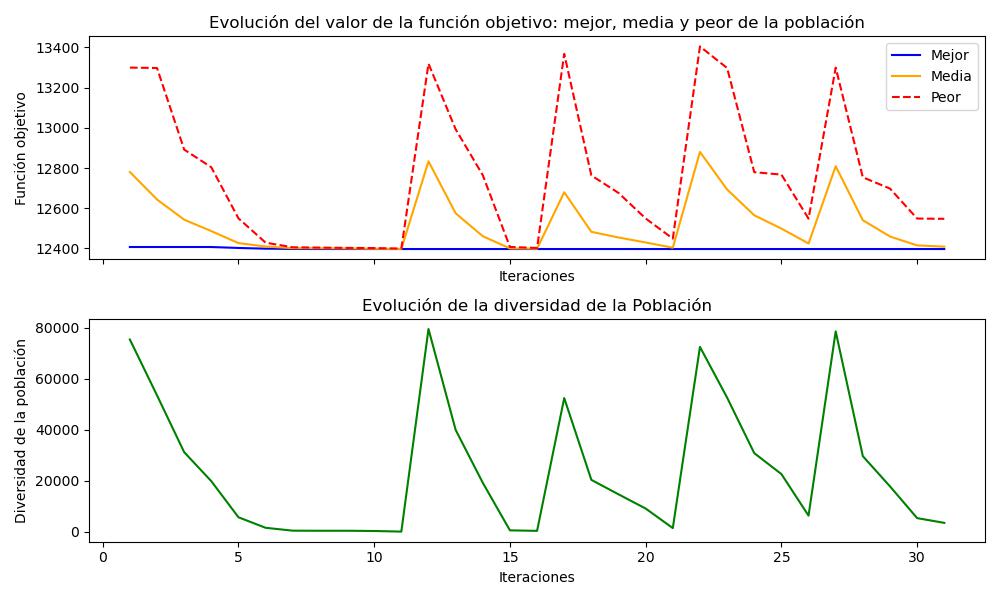 Evolución del valor de la función objetivo: mejor, media y peor de la población
Función objetivo
13400
13200
13000
12800
12600
12400
Mejor
Media
Peor
Iteraciones
Evolución de la diversidad de la Población
Diversidad de la población
80000
60000
40000
20000
0
0 5 10 15 20 25 30
Iteraciones